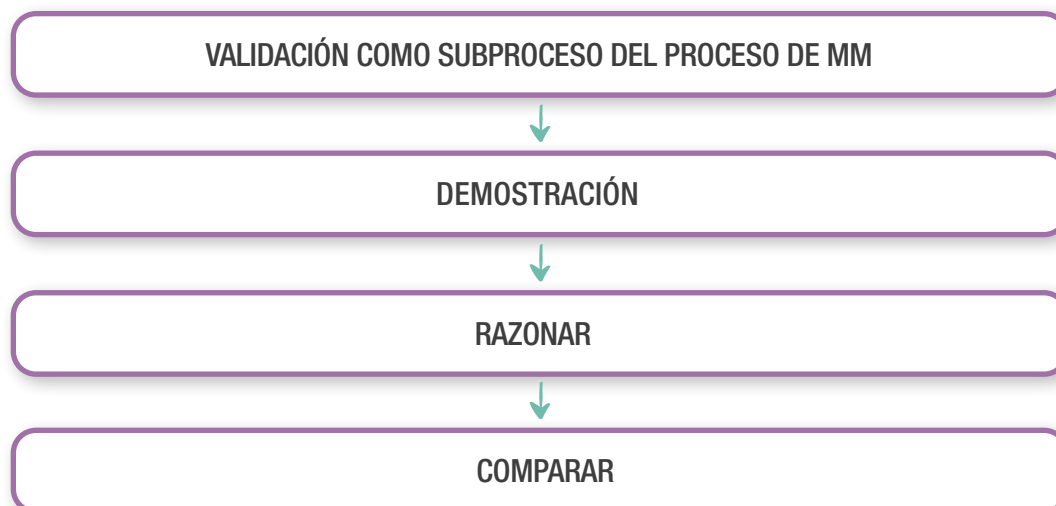 VALIDACIÓN COMO SUBPROCESO DEL PROCESO DE MM
DEMOSTRACIÓN
RAZONAR
COMPARAR